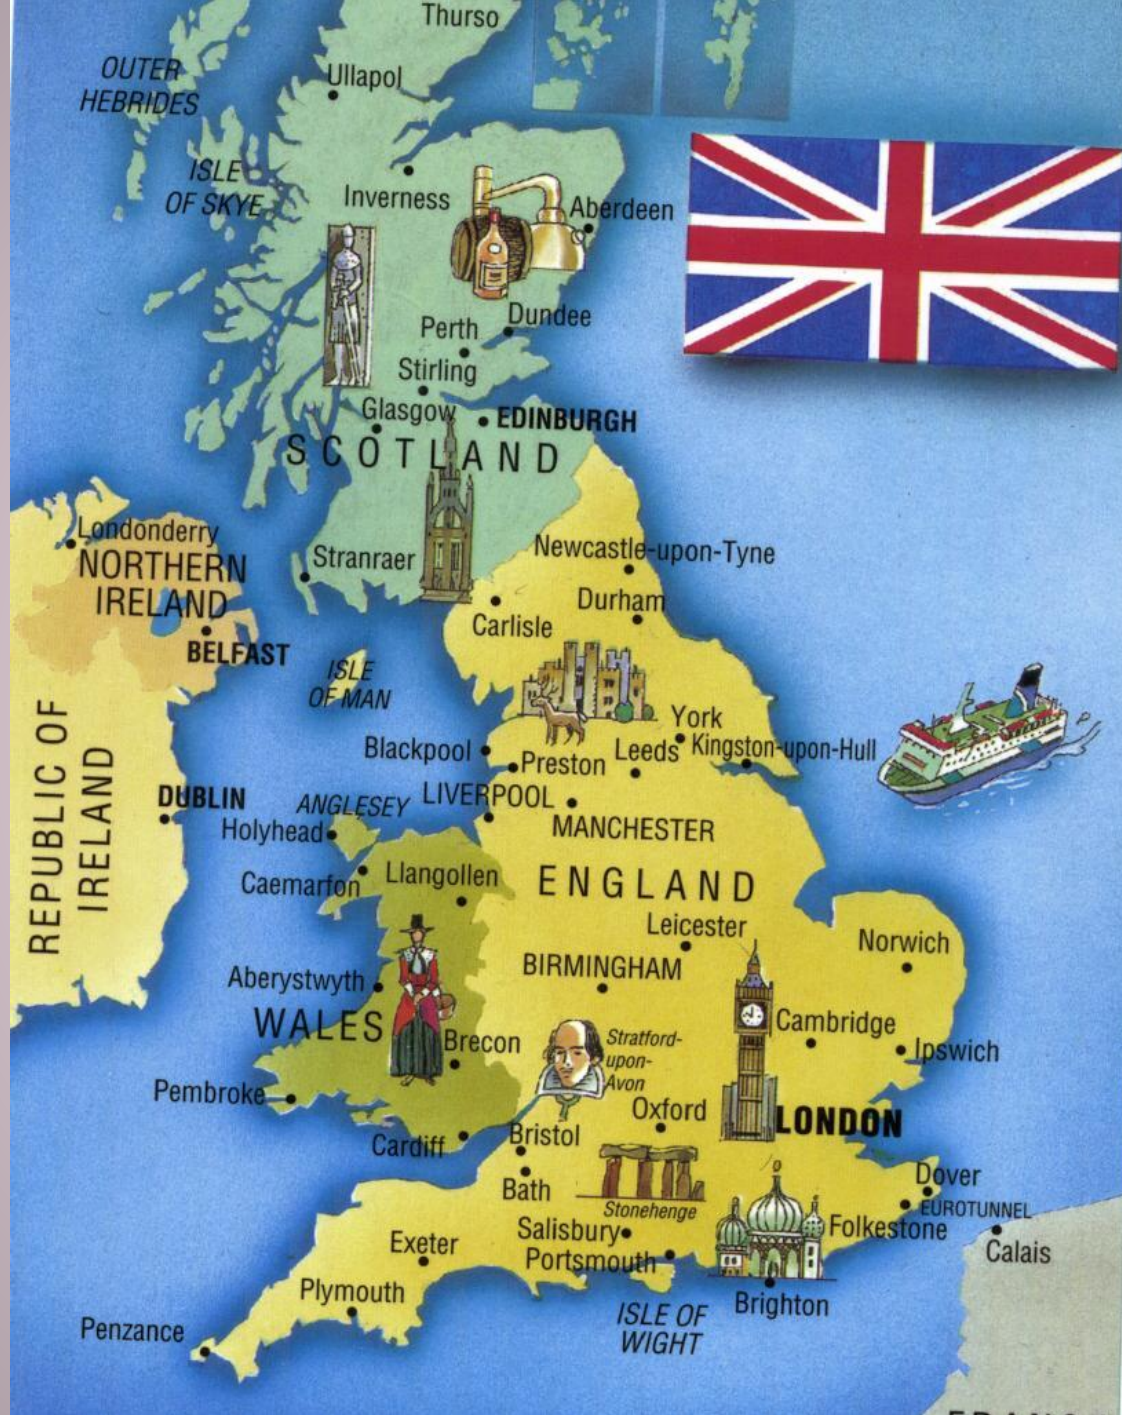 Thurso
OUTER
HEBRIDES
Ullapol
ISLE
OF SKYE
Inverness
Aberdeen
Dundee
Perth
Stirling
Glasgow
EDINBURGH
SCOTLAND
Londonderry
NORTHERN
IRELAND
BELFAST
Stranraer
Newcastle-upon-Tyne
Durham
Carlisle
ISLE
OF MAN
York
Blackpool
Preston
Leeds
Kingston-upon-Hull
REPUBLIC OF
IRELAND
DUBLIN
ANGLESEY
LIVERPOOL
Holyhead
MANCHESTER
Caemarfon
Llangollen
ENGLAND
Leicester
Norwich
BIRMINGHAM
Aberystwyth
WALES
Brecon
Stratford-
upon-
Avon
Cambridge
Ipswich
Pembroke
Oxford
LONDON
Cardiff
Bristol
Bath
Stonehenge
Dover
EUROTUNNEL
Folkestone
Calais
Salisbury
Portsmouth
Exeter
Plymouth
Penzance
ISLE OF
WIGHT
Brighton